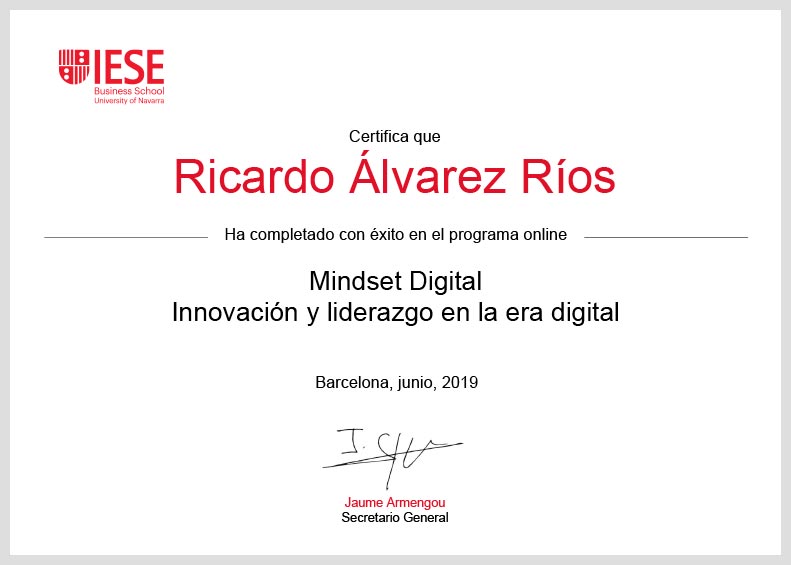 IESE
Business School
University of Navarra
Certifica que
Ricardo Álvarez Ríos
Ha completado con éxito en el programa online
Mindset Digital
Innovación y liderazgo en la era digital
Barcelona, junio, 2019
Jaume Armengou
Secretario General